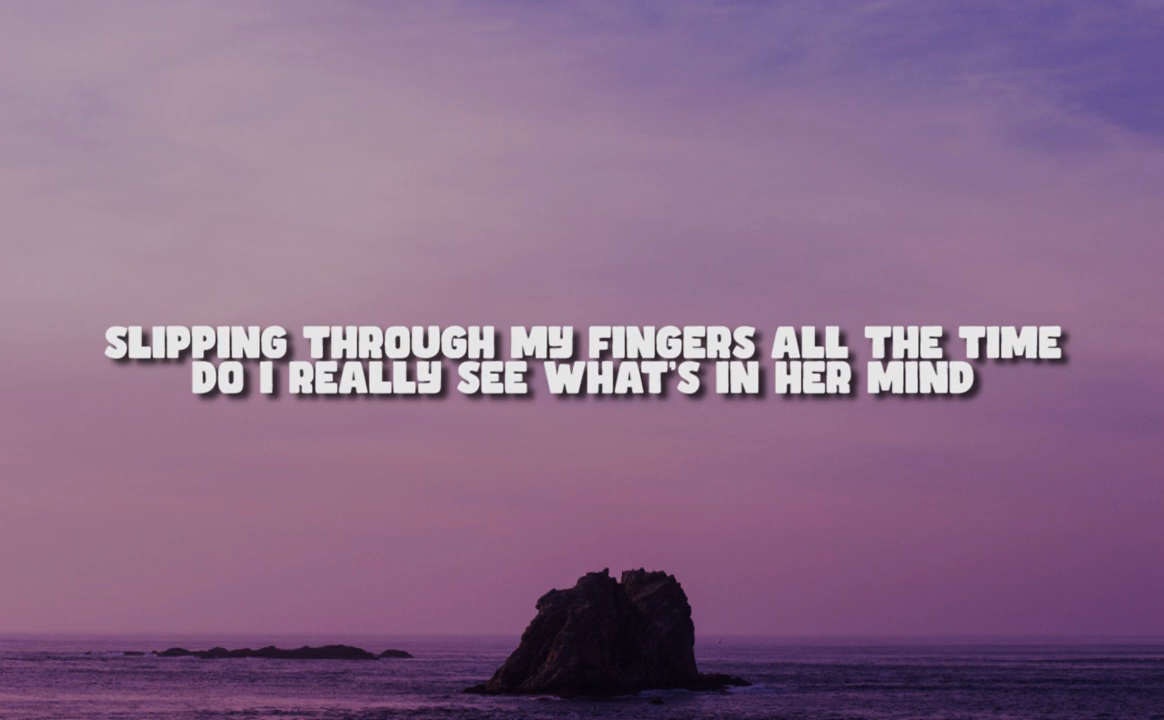 SLIPPING THROUGH MY FINGERS ALL THE TIME
DO I REALLY SEE WHAT'S IN HER MIND